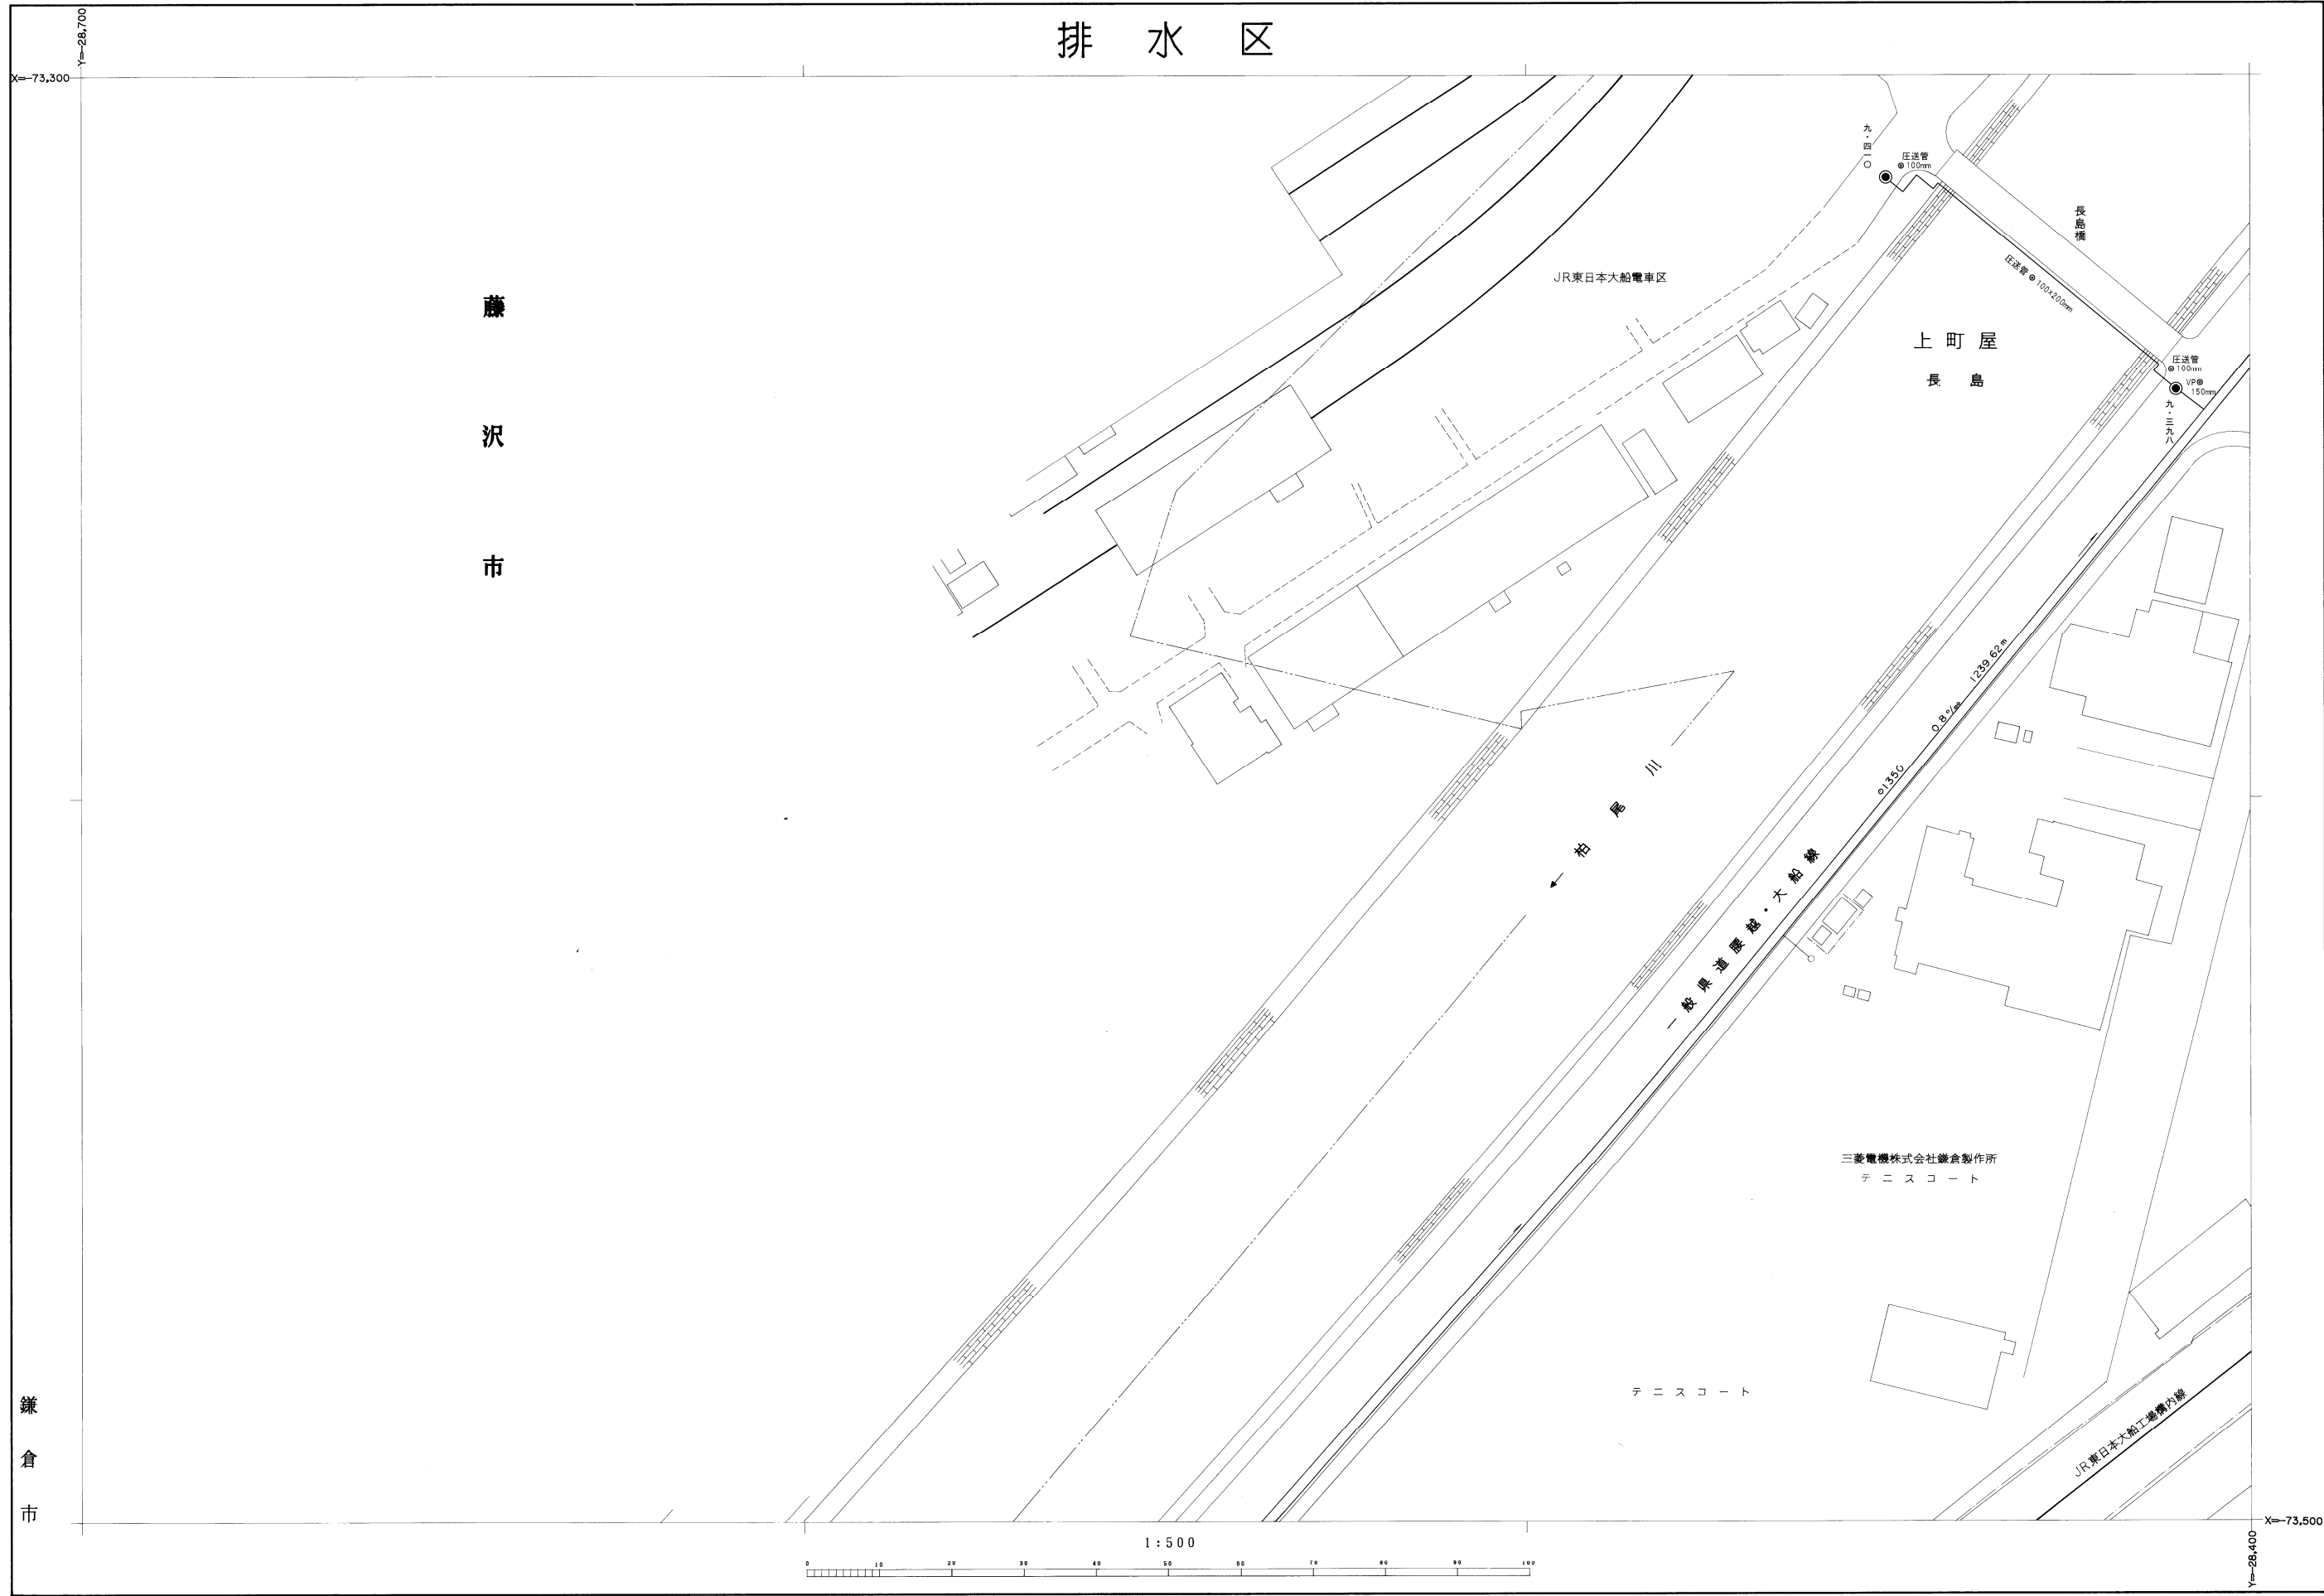 排水区
Y=-28,700
X=-73,300
藤沢市
九・四一〇
圧送管
◎ 100mm
長島橋
圧送管 ◎ 100×200mm
JR東日本大船電車区
上町屋
長島
圧送管
◎ 100mm
VP◎
150mm
九・三九八
1239.62m
0.8‰
○1350
柏尾川
一般県道腰越・大船線
三菱電機株式会社鎌倉製作所
テニスコート
テニスコート
JR東日本大船工場構内線
鎌倉市
X=-73,500
Y=-28,400
1:500
0 10 20 30 40 50 60 70 80 90 100